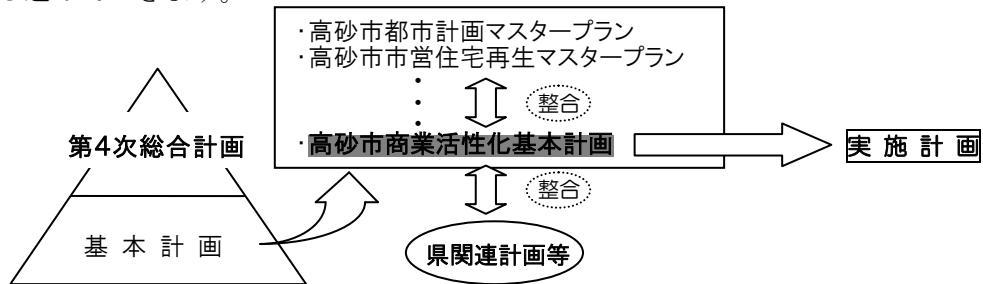 ・高砂市都市計画マスタープラン
・高砂市市営住宅再生マスタープラン
・
・
・
整合
・高砂市商業活性化基本計画
実施計画
第4次総合計画
整合
基本計画
県関連計画等